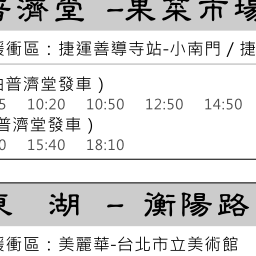 普濟堂 -果菜市場
緩衝區：捷運善導寺站-小南門 / 捷
由普濟堂發車）
5 10:20 10:50 12:50 14:50
普濟堂發車）
0 15:40 18:10
東 湖 - 衡陽路
緩衝區：美麗華-台北市立美術館